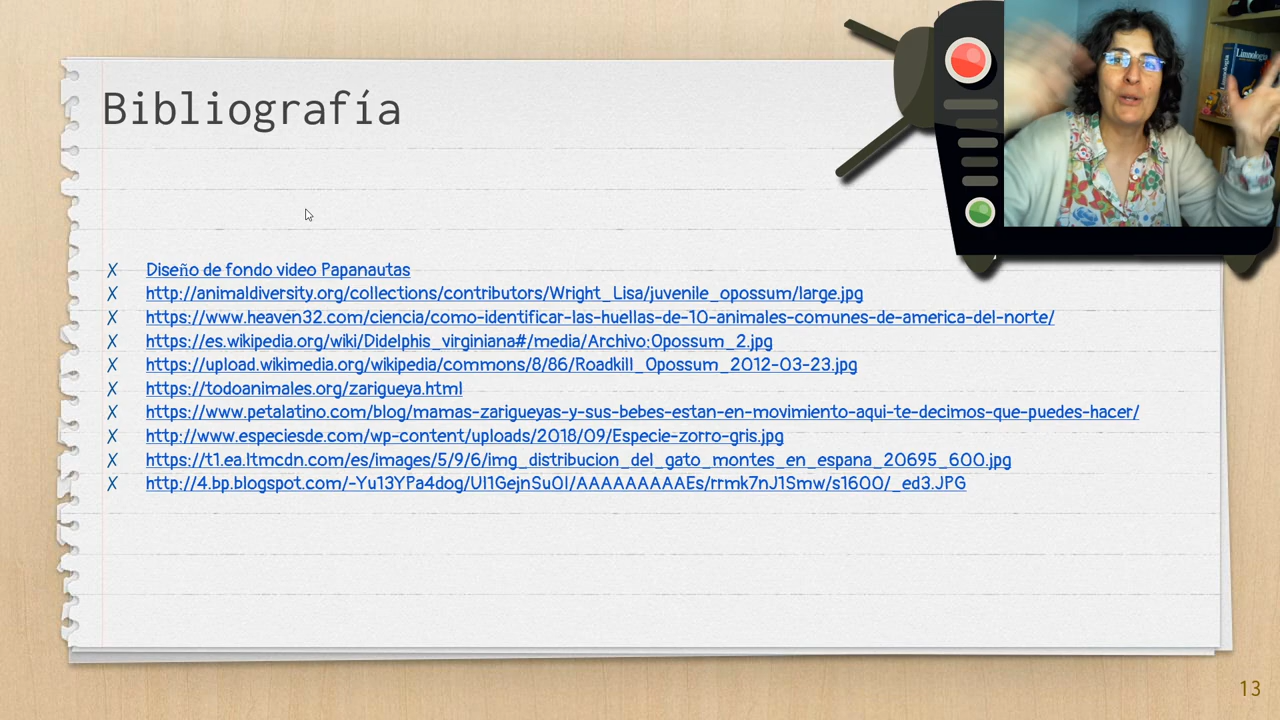 Bibliografía
Limnología
X Diseño de fondo video Papanautas
X http://animaldiversity.org/collections/contributors/Wright_Lisa/juvenile_opossum/large.jpg
X https://www.heaven32.com/ciencia/como-identificar-las-huellas-de-10-animales-comunes-de-america-del-norte/
X https://es.wikipedia.org/wiki/Didelphis_virginiana#/media/Archivo:Opossum_2.jpg
X https://upload.wikimedia.org/wikipedia/commons/8/86/Roadkill_Opossum_2012-03-23.jpg
X https://todoanimales.org/zarigueya.html
X https://www.petalatino.com/blog/mamas-zarigueyas-y-sus-bebes-estan-en-movimiento-aqui-te-decimos-que-puedes-hacer/
X http://www.especiesde.com/wp-content/uploads/2018/09/Especie-zorro-gris.jpg
X https://t1.ea.ltmcdn.com/es/images/5/9/6/img_distribucion_del_gato_montes_en_espana_20695_600.jpg
X http://4.bp.blogspot.com/-Yu13YPa4dog/UI1GejnSu0I/AAAAAAAAAEs/rrmk7nJ1Smw/s1600/_ed3.JPG
13